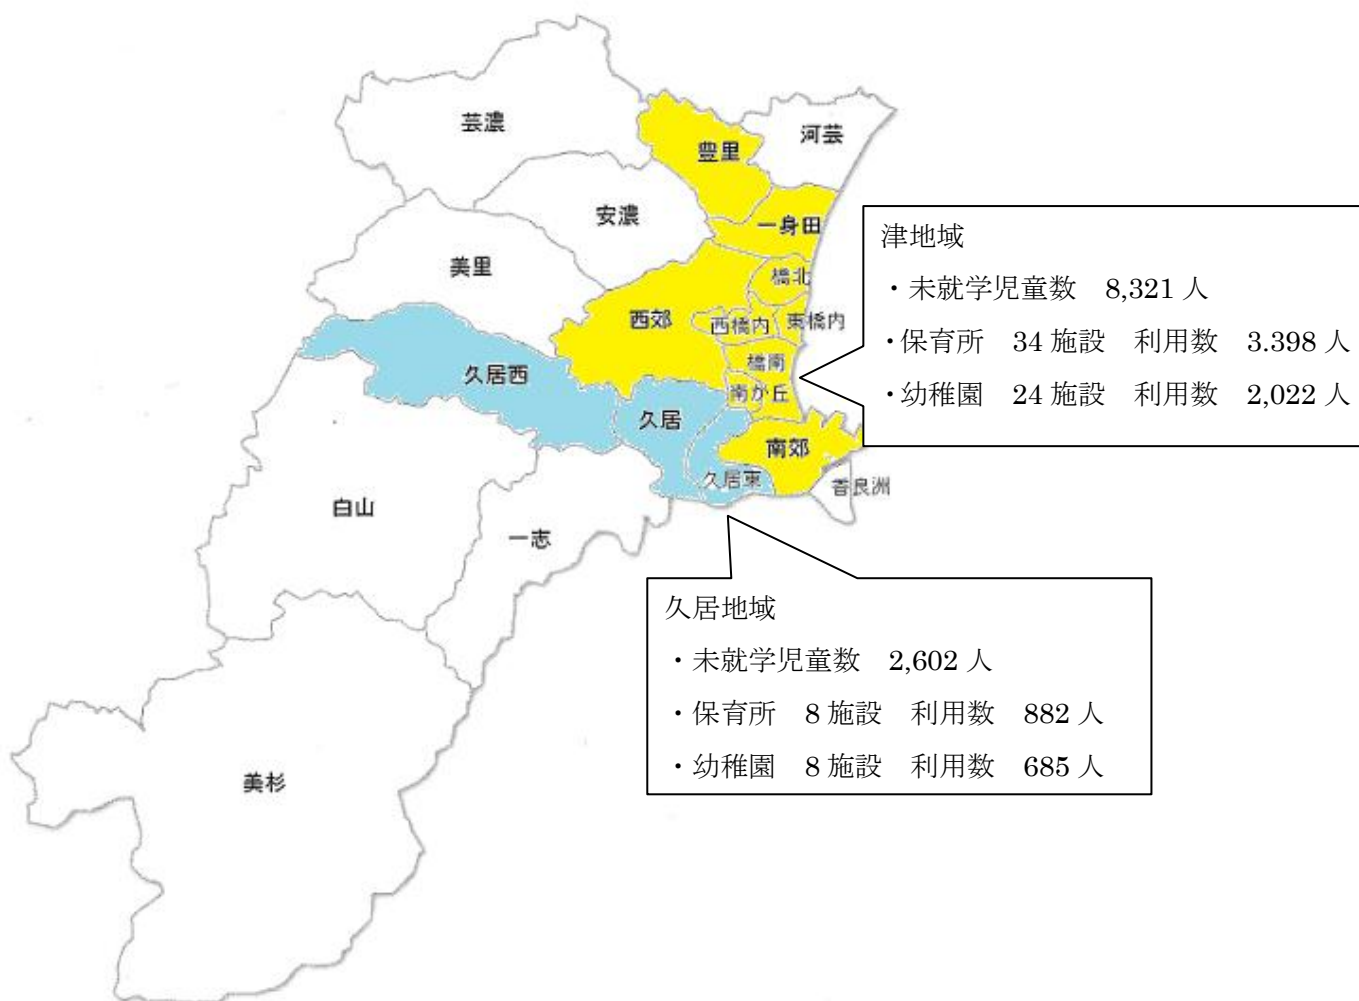 芸濃
河芸
豊里
安濃
一身田
美里
橋北
西郊
西橋内
東橋内
橋南
久居西
南が丘
久居
南郊
久居東
香良洲
白山
一志
美杉
津地域
・未就学児童数 8,321 人
・保育所 34 施設 利用数 3.398 人
・幼稚園 24 施設 利用数 2,022 人
久居地域
・未就学児童数 2,602 人
・保育所 8 施設 利用数 882 人
・幼稚園 8 施設 利用数 685 人